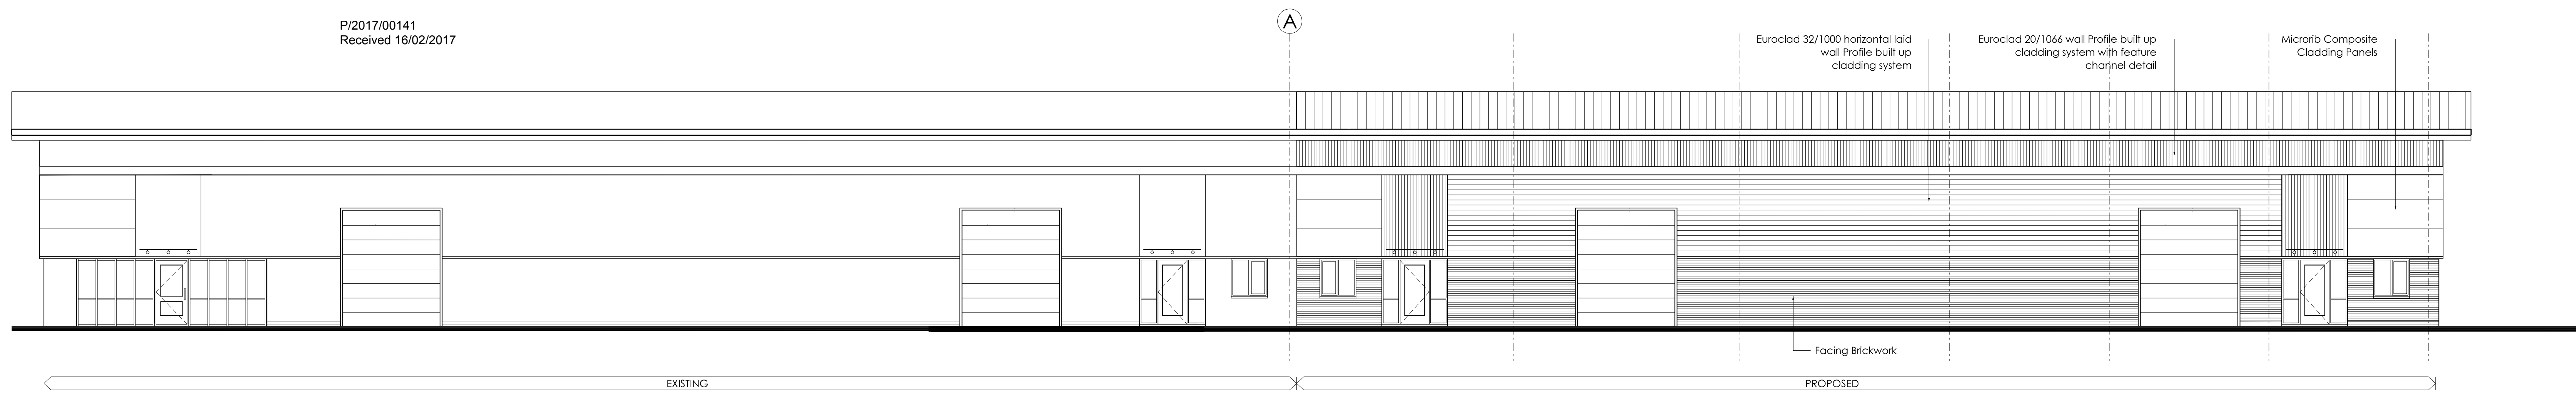 P/2017/00141
Received 16/02/2017
A
Euroclad 32/1000 horizontal laid
wall Profile built up
cladding system
Euroclad 20/1066 wall Profile built up
cladding system with feature
channel detail
Microrib Composite
Cladding Panels
Facing Brickwork
EXISTING
PROPOSED